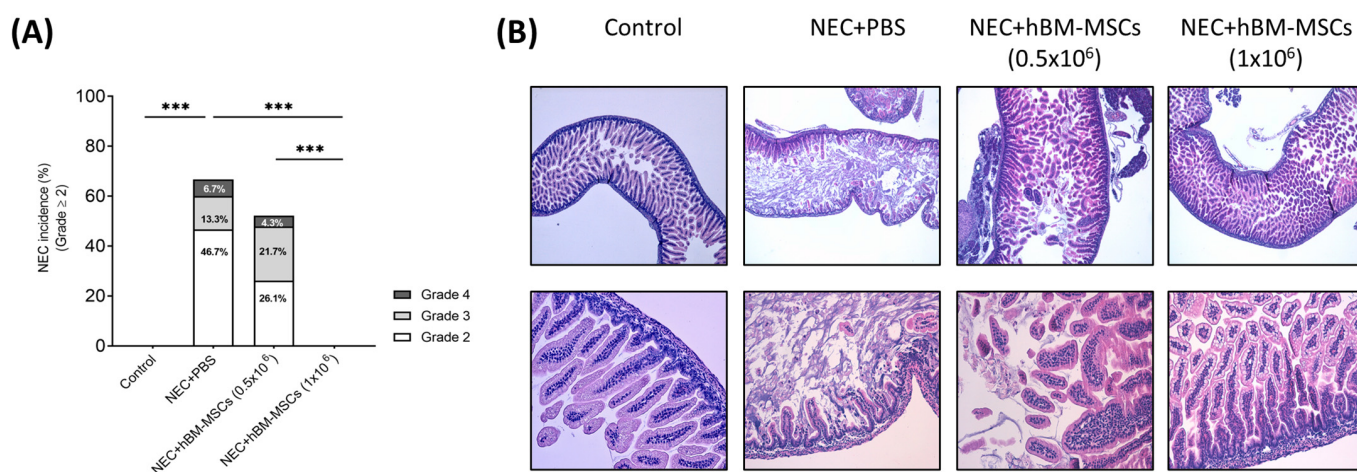 (A)
100
80
60
40
20
0
NEC incidence (%)
(Grade ≥ 2)
***
***
***
6.7%
13.3%
46.7%
4.3%
21.7%
26.1%
Control
NEC+PBS
NEC+hBM-MSCs (0.5x10⁶)
NEC+hBM-MSCs (1x10⁶)
Grade 4
Grade 3
Grade 2
(B)
Control
NEC+PBS
NEC+hBM-MSCs
(0.5x10⁶)
NEC+hBM-MSCs
(1x10⁶)